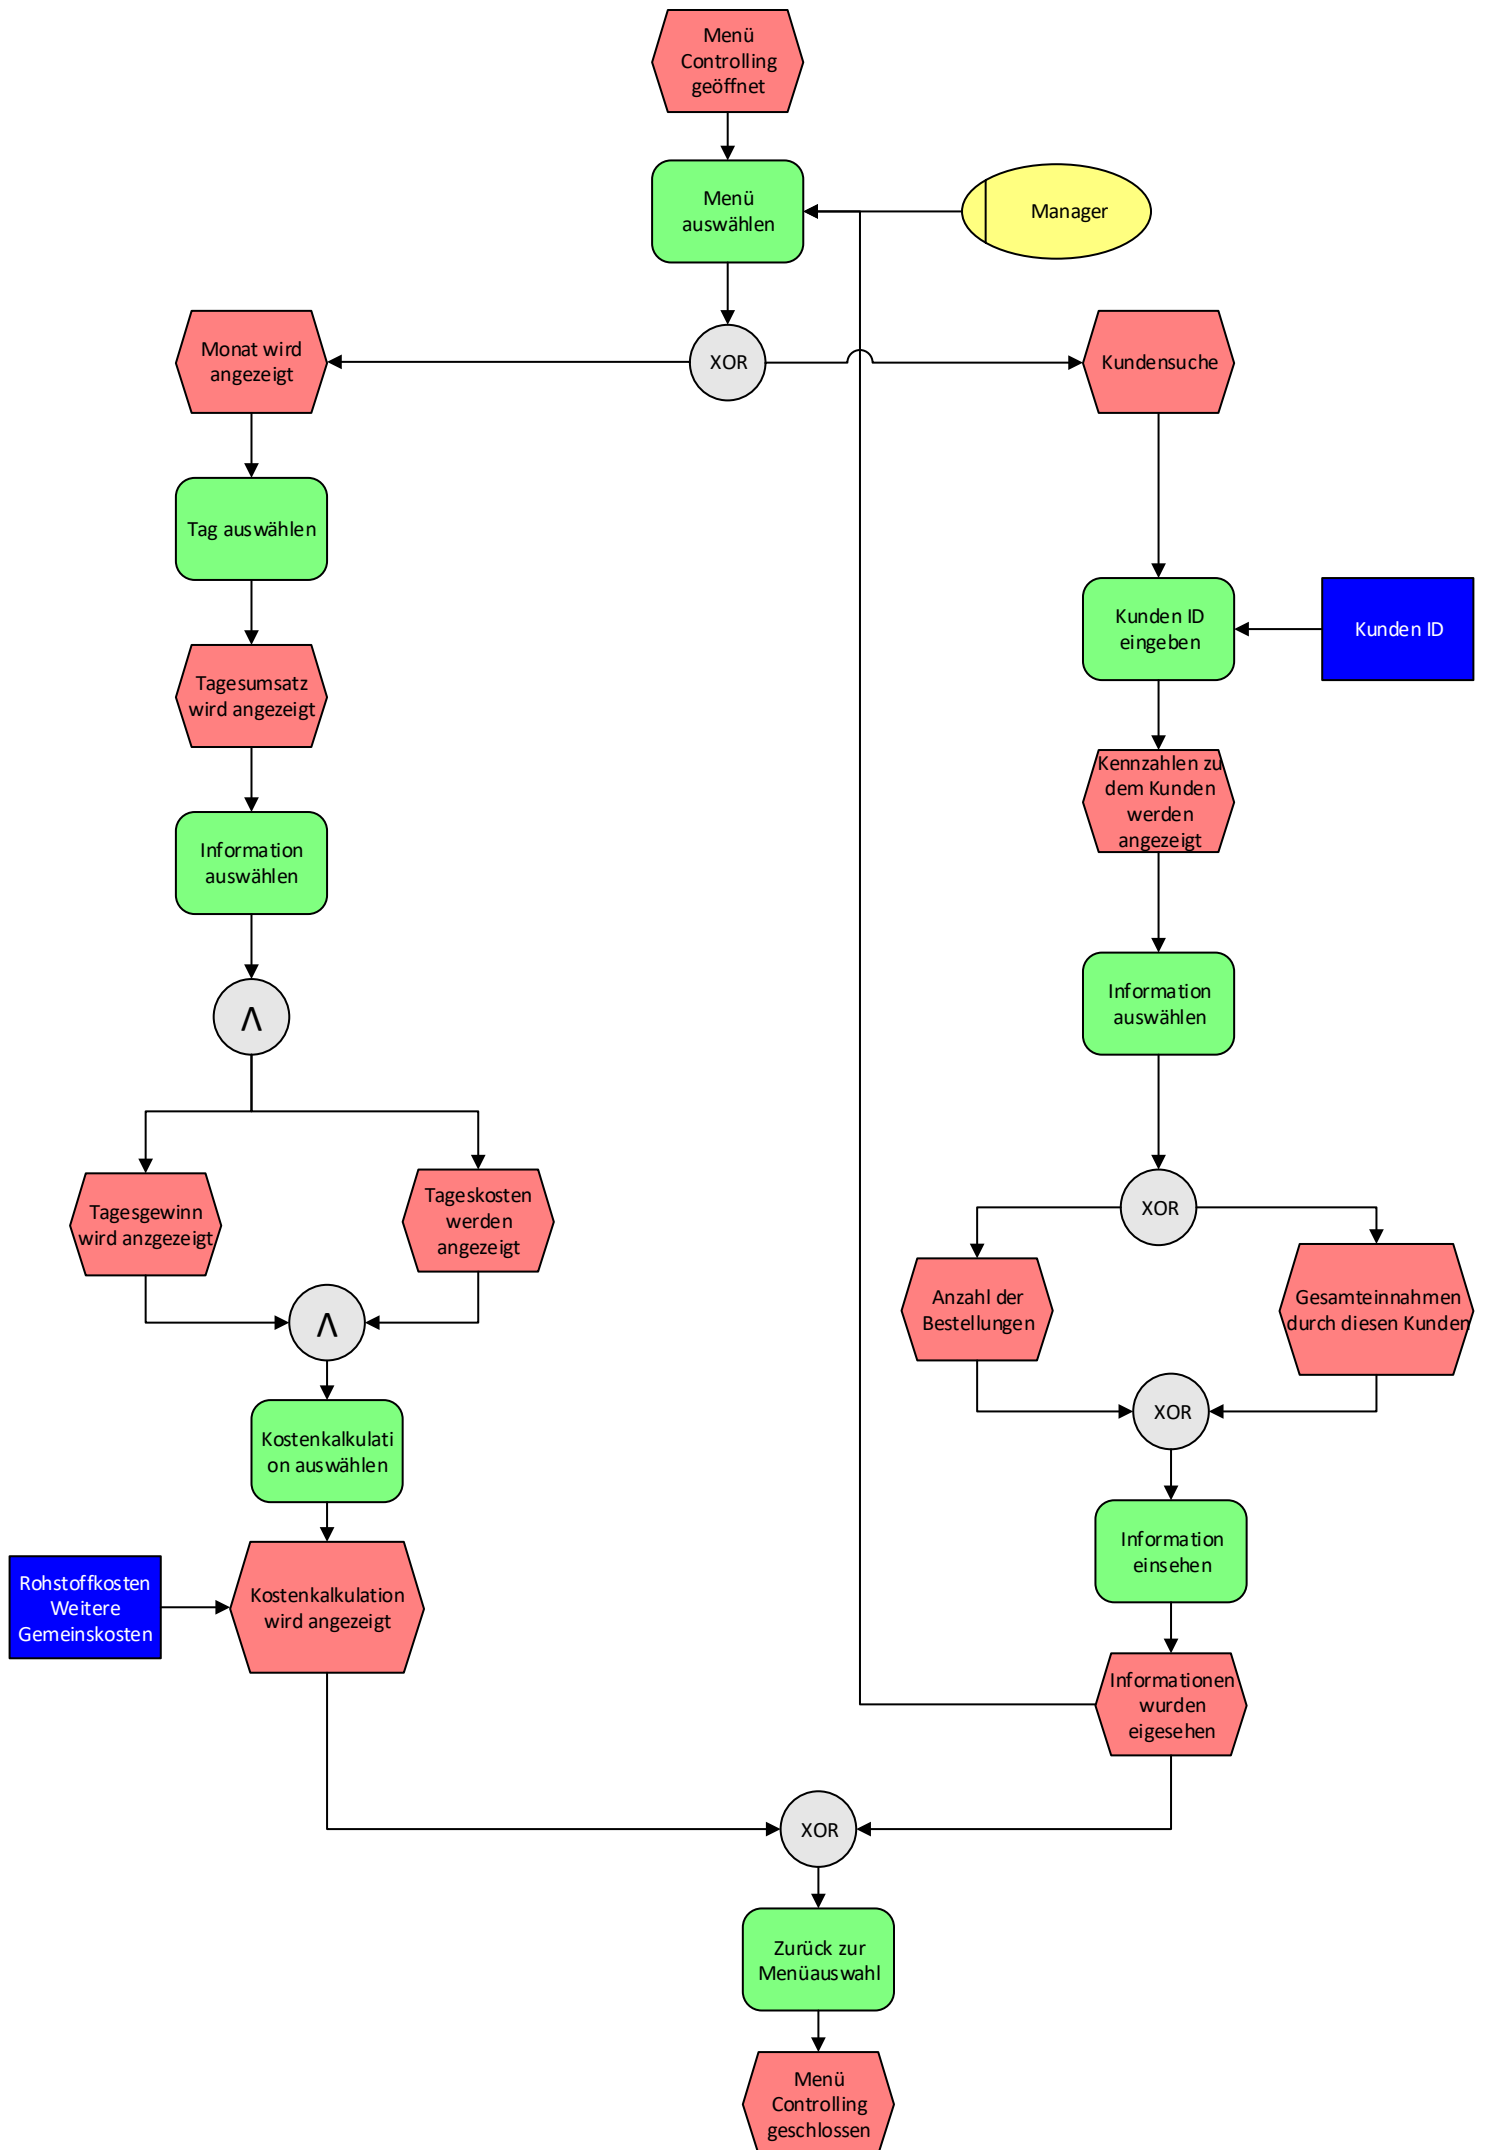 Menü
Controlling
geöffnet
Menü
auswählen
Manager
Monat wird
angezeigt
XOR
Kundensuche
Tag auswählen
Kunden ID
eingeben
Kunden ID
Tagesumsatz
wird angezeigt
Kennzahlen zu
dem Kunden
werden
angezeigt
Information
auswählen
Information
auswählen
Λ
Tagesgewinn
wird anzgezeigt
Tageskosten
werden
angezeigt
XOR
Anzahl der
Bestellungen
Gesamteinnahmen
durch diesen Kunden
Λ
XOR
Kostenkalkulati
on auswählen
Information
einsehen
Rohstoffkosten
Weitere
Gemeinskosten
Kostenkalkulation
wird angezeigt
Informationen
wurden
eigesehen
XOR
Zurück zur
Menüauswahl
Menü
Controlling
geschlossen